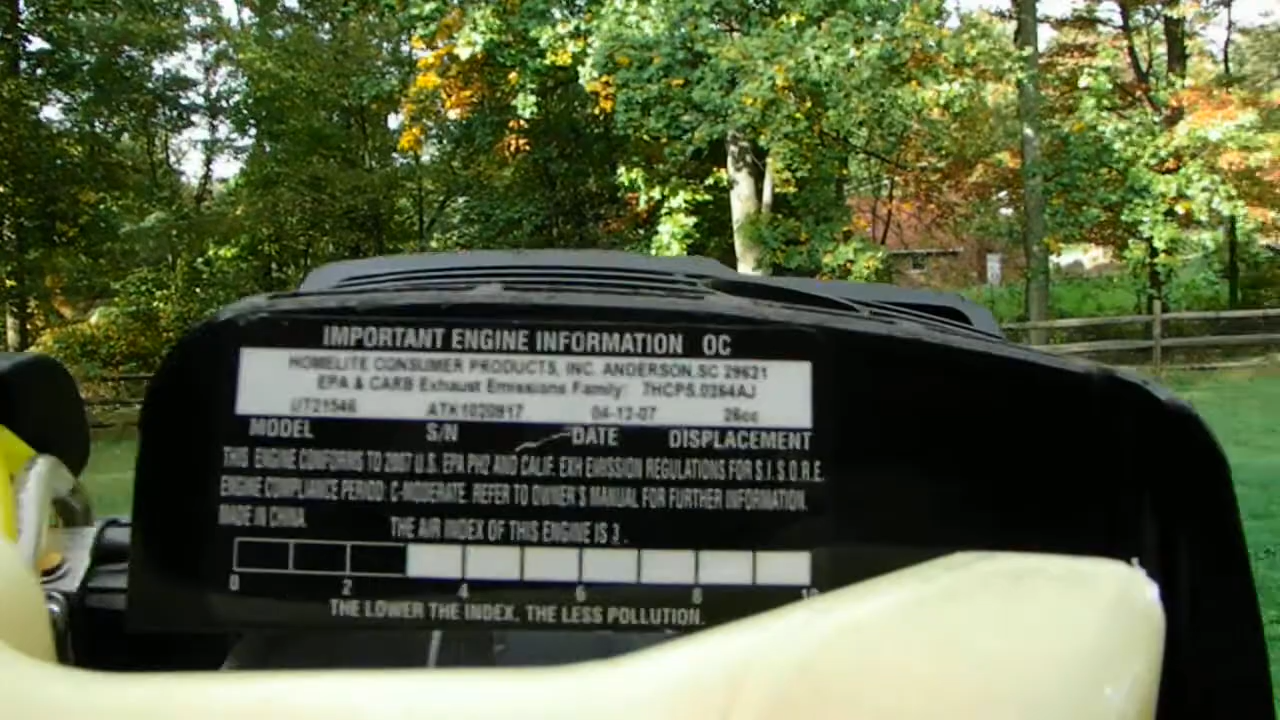 IMPORTANT ENGINE INFORMATION OC
HOMELITE CONSUMER PRODUCTS, INC. ANDERSON, SC 29621
EPA & CARB Exhaust Emissions Family: 7HCPS.0264AJ
UT21546 ATK1020917 04-12-07 26cc
MODEL S/N DATE DISPLACEMENT
THIS ENGINE CONFORMS TO 2007 U.S. EPA PH2 AND CALIF. EXH EMISSION REGULATIONS FOR S.I.S.O.R.E.
ENGINE COMPLIANCE PERIOD: C-MODERATE. REFER TO OWNER'S MANUAL FOR FURTHER INFORMATION.
MADE IN CHINA. THE AIR INDEX OF THIS ENGINE IS 3.
0 2 4 6 8 10
THE LOWER THE INDEX, THE LESS POLLUTION.